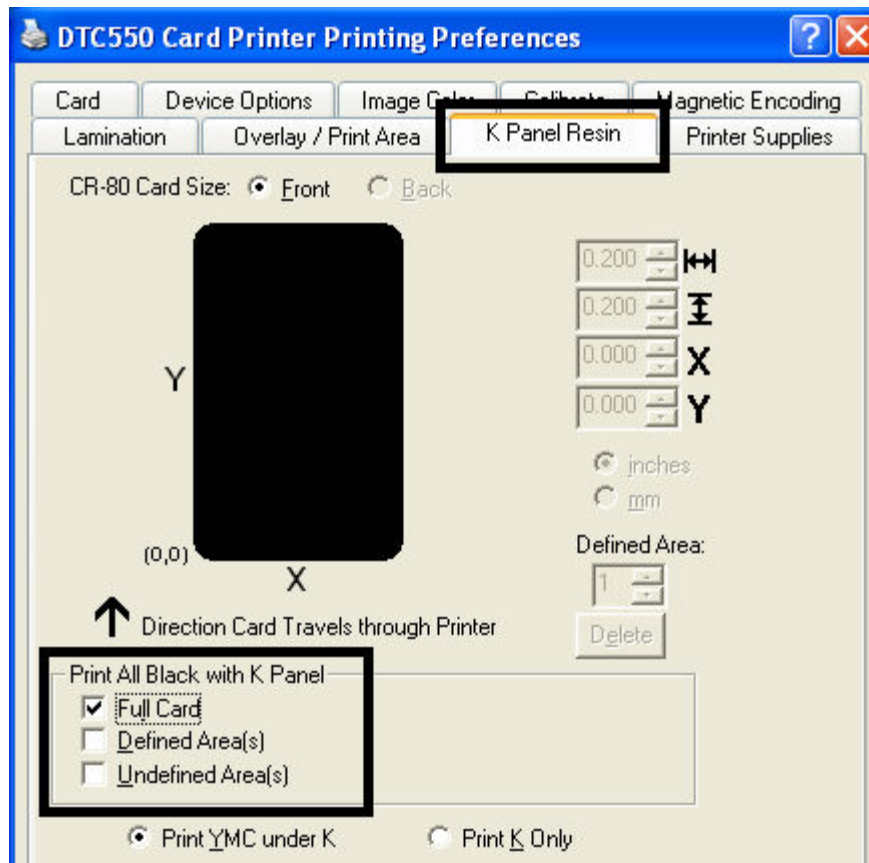 DTC550 Card Printer Printing Preferences
Card Device Options Image Color Calibrate Magnetic Encoding
Lamination Overlay / Print Area K Panel Resin Printer Supplies
CR-80 Card Size: Front Back
0.200
0.200
0.000 X
0.000 Y
Y
inches
mm
(0,0)
X
Defined Area:
1
Direction Card Travels through Printer
Delete
Print All Black with K Panel
Full Card
Defined Area(s)
Undefined Area(s)
Print YMC under K Print K Only